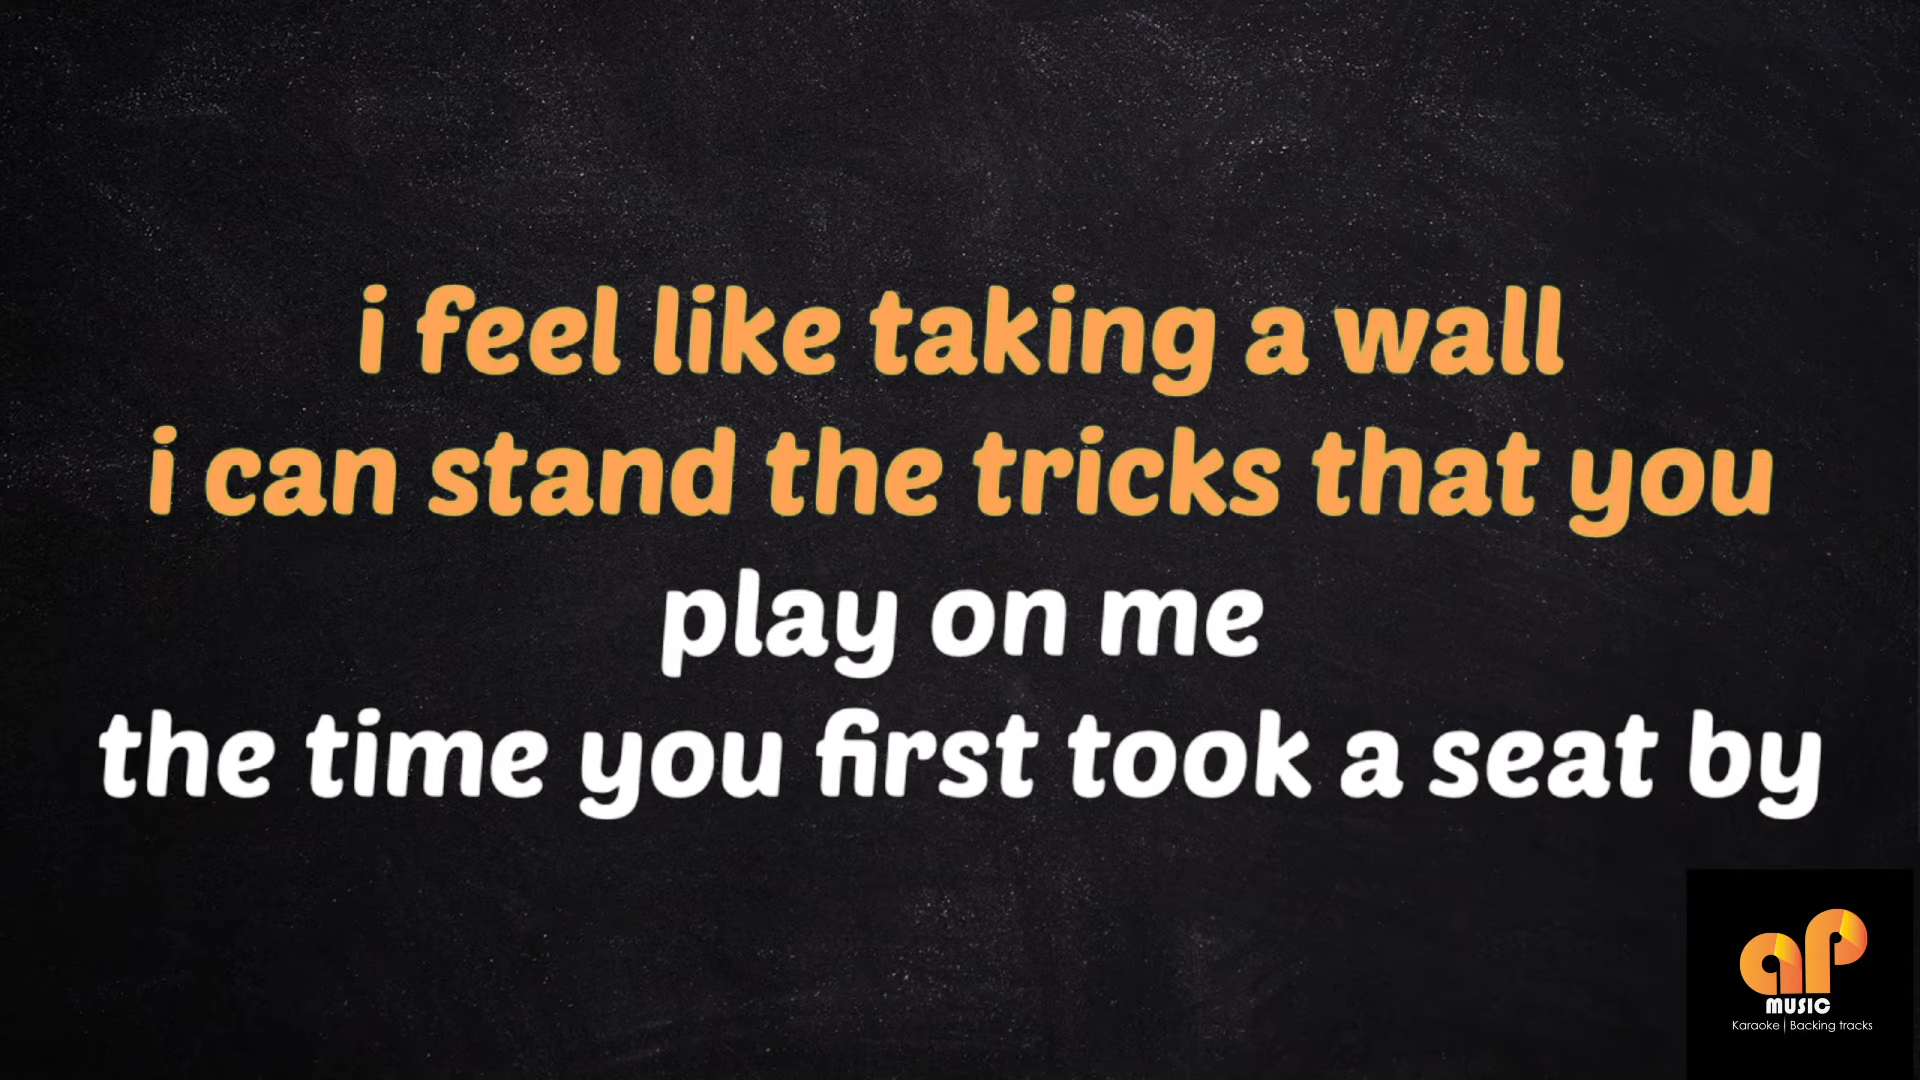 i feel like taking a wall
i can stand the tricks that you
play on me
the time you first took a seat by
ap
MUSIC
Karaoke | Backing tracks